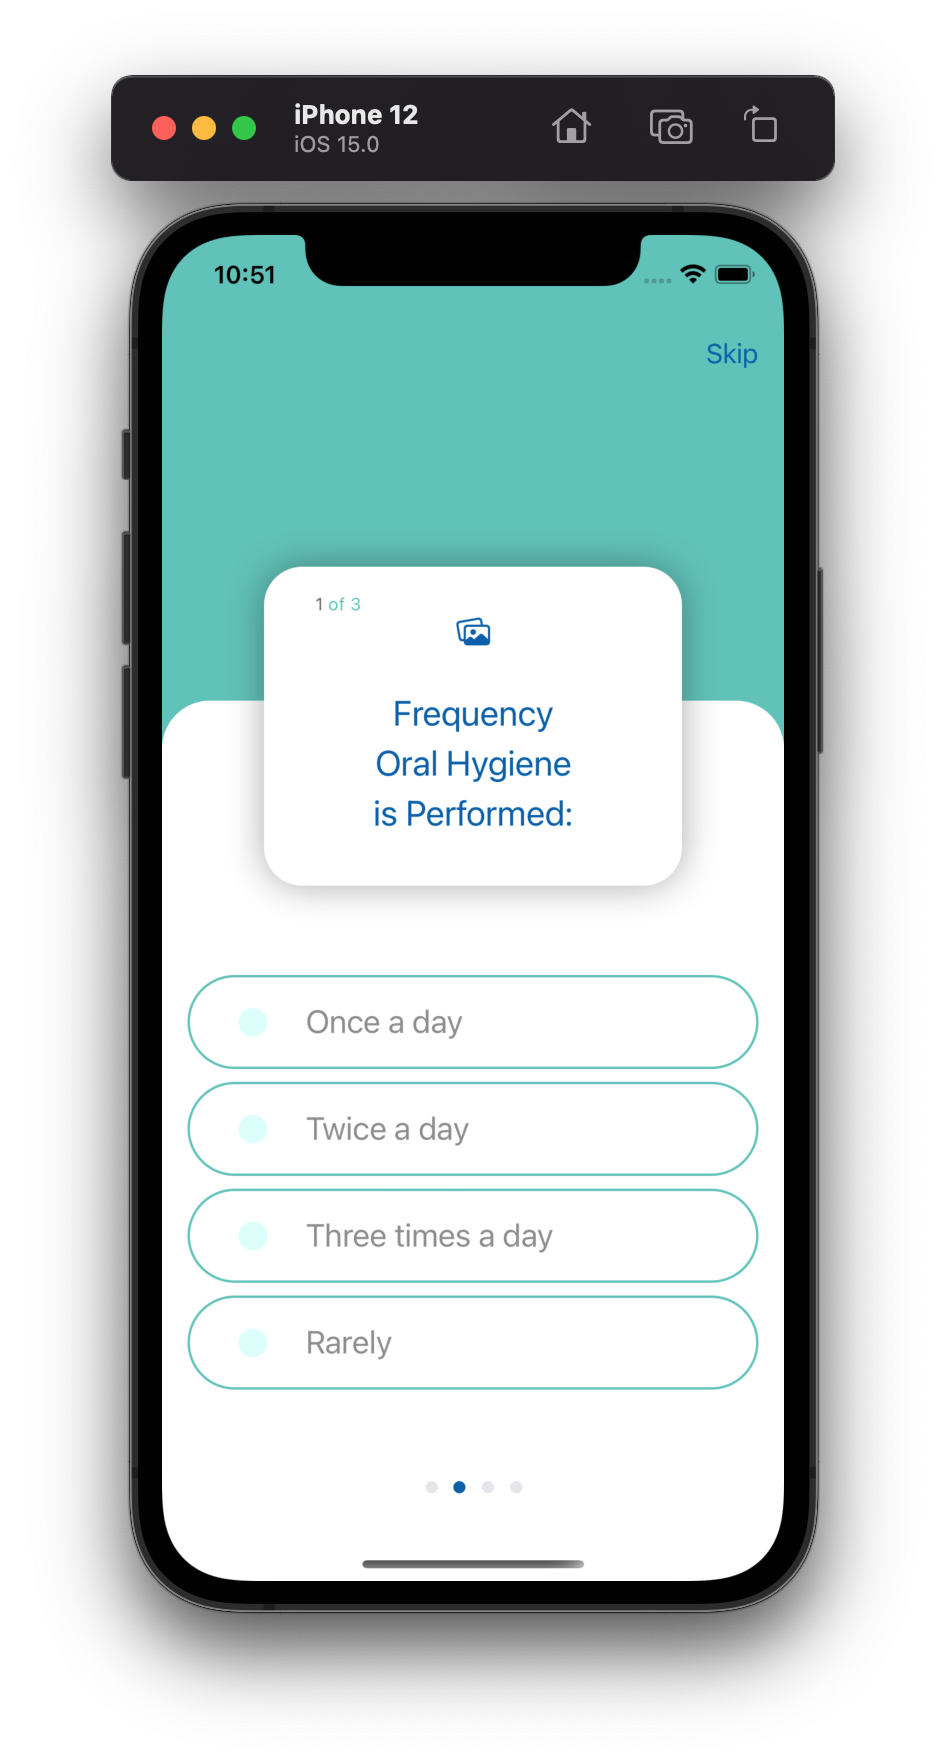 iPhone 12
iOS 15.0
10:51
Skip
1 of 3
Frequency
Oral Hygiene
is Performed:
Once a day
Twice a day
Three times a day
Rarely